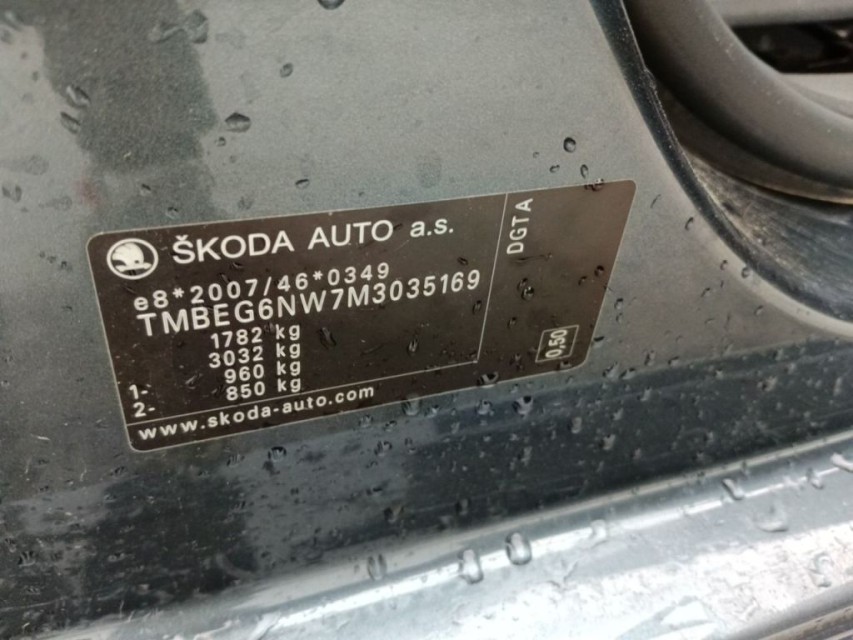 ŠKODA AUTO a.s.
e8*2007/46*0349
TMBEG6NW7M3035169
1782 kg
3032 kg
1- 960 kg
2- 850 kg
www.skoda-auto.com
DGTA
0,50